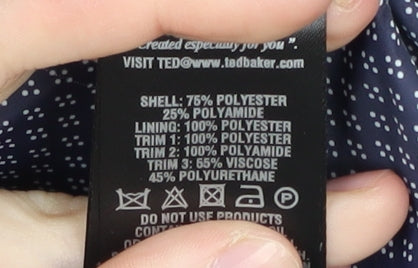 Created especially for you".
VISIT TED@www.tedbaker.com
SHELL: 75% POLYESTER
25% POLYAMIDE
LINING: 100% POLYESTER
TRIM 1: 100% POLYESTER
TRIM 2: 100% POLYAMIDE
TRIM 3: 55% VISCOSE
45% POLYURETHANE
P
DO NOT USE PRODUCTS